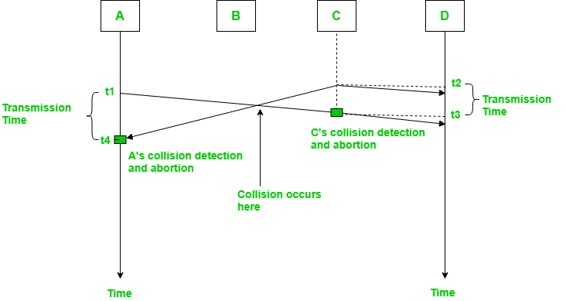 A
B
C
D
t1
t2
Transmission
Time
Transmission
Time
t3
t4
C's collision detection
and abortion
A's collision detection
and abortion
Collision occurs
here
Time
Time